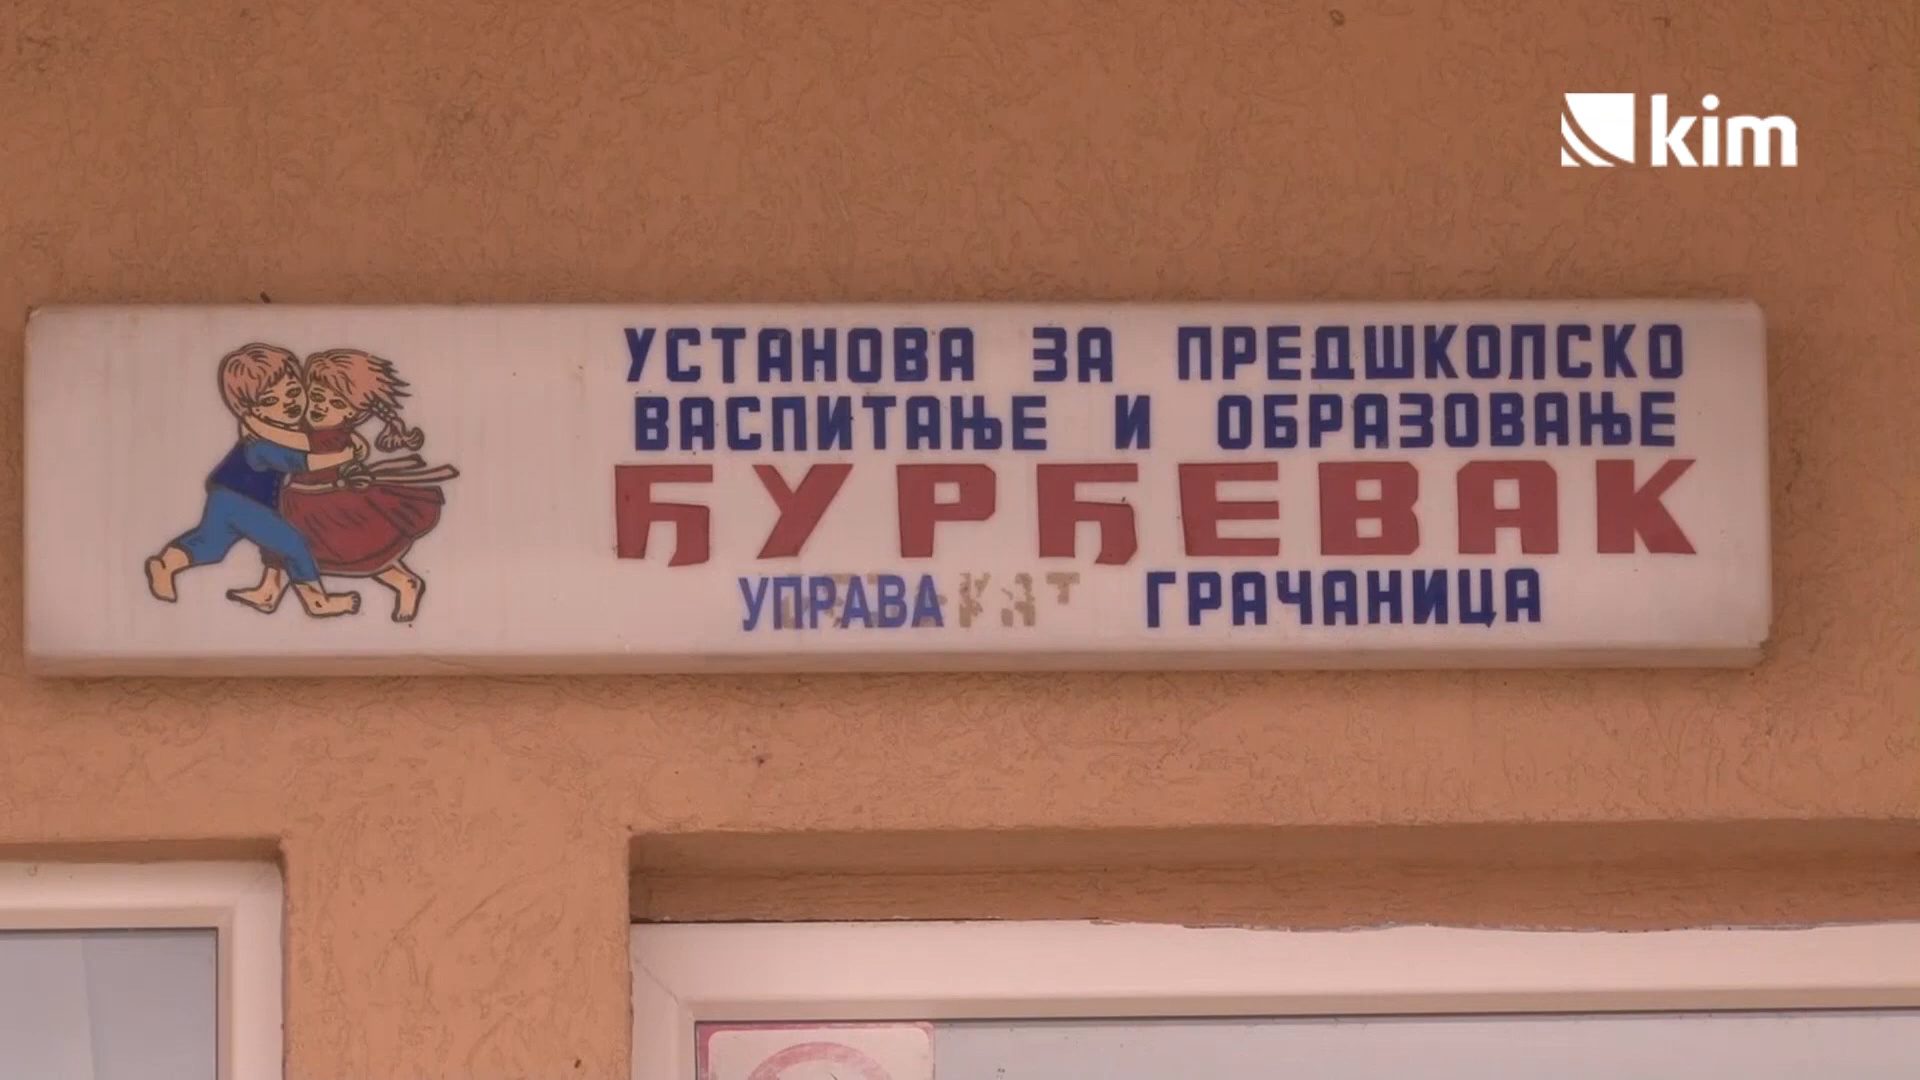 kim
УСТАНОВА ЗА ПРЕДШКОЛСКО
ВАСПИТАЊЕ И ОБРАЗОВАЊЕ
ЂУРЂЕВАК
УПРАВА ГРАЧАНИЦА